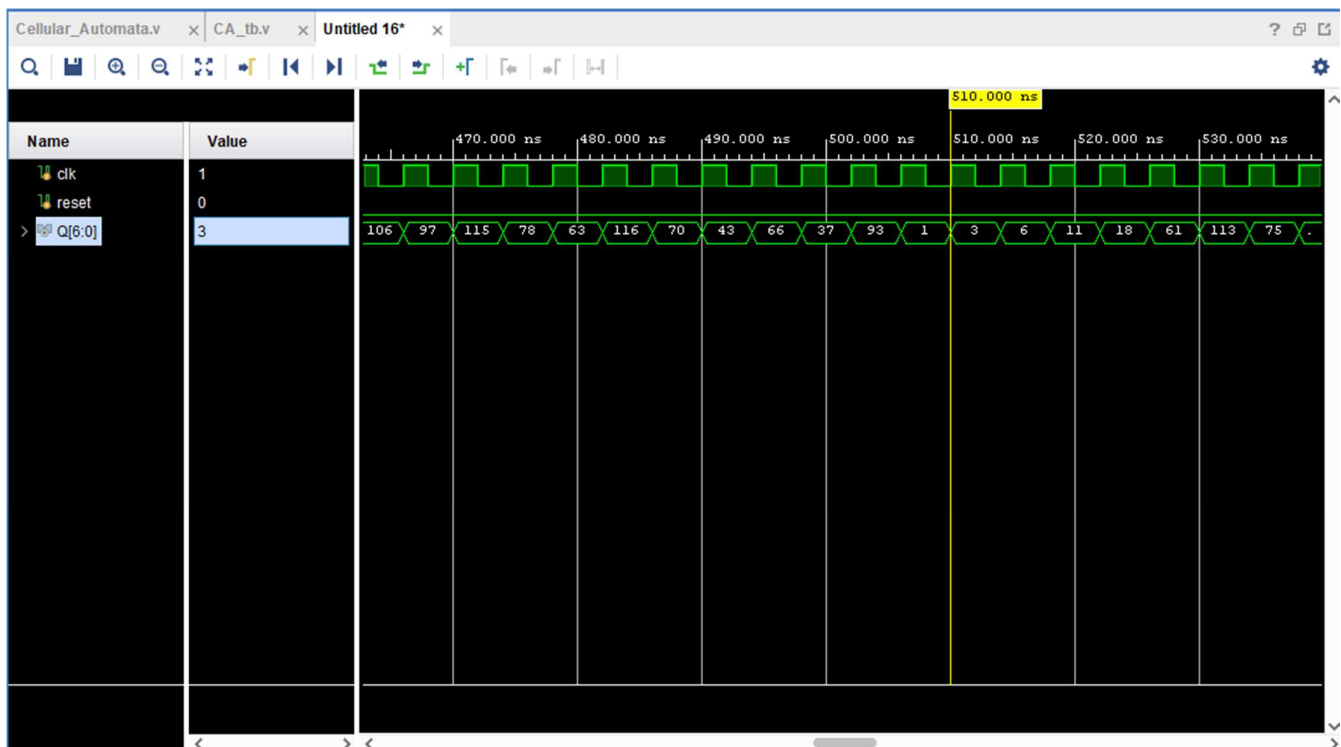 Cellular_Automata.v × CA_tb.v × Untitled 16* × ?
510.000 ns
Name Value 470.000 ns 480.000 ns 490.000 ns 500.000 ns 510.000 ns 520.000 ns 530.000 ns
clk 1
reset 0
Q[6:0] 3 106 97 115 78 63 116 70 43 66 37 93 1 3 6 11 18 61 113 75 .